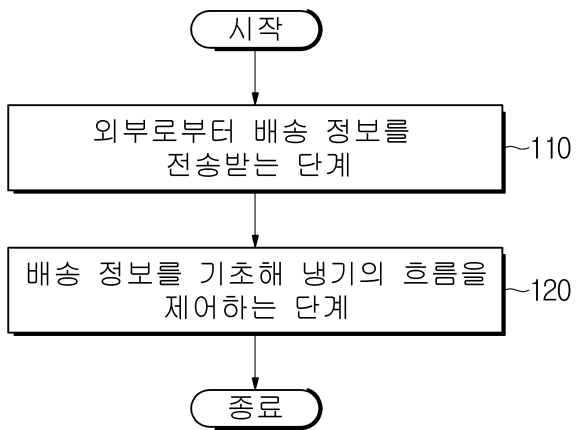 시작
외부로부터 배송 정보를
전송받는 단계
110
배송 정보를 기초해 냉기의 흐름을
제어하는 단계
120
종료